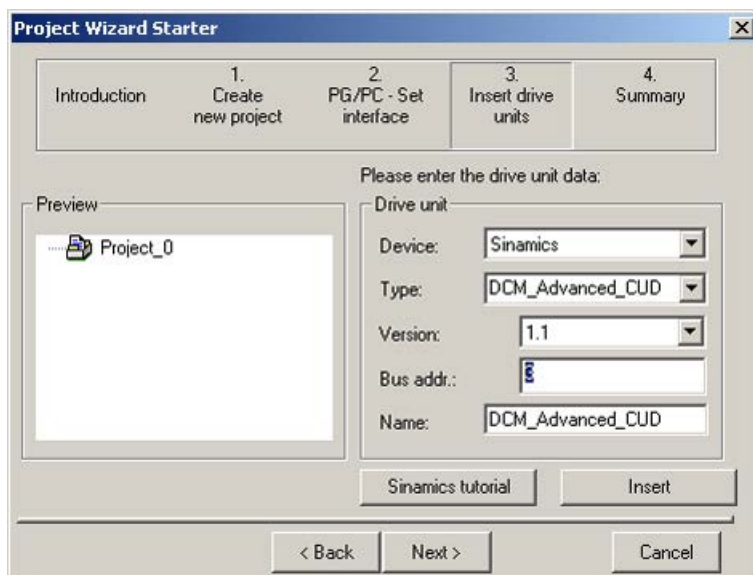 Project Wizard Starter
Introduction
1.
Create
new project
2.
PG/PC - Set
interface
3.
Insert drive
units
4.
Summary
Please enter the drive unit data:
Preview
Project_0
Drive unit
Device:
Sinamics
Type:
DCM_Advanced_CUD
Version:
1.1
Bus addr.:
Name:
DCM_Advanced_CUD
Sinamics tutorial
Insert
< Back
Next >
Cancel